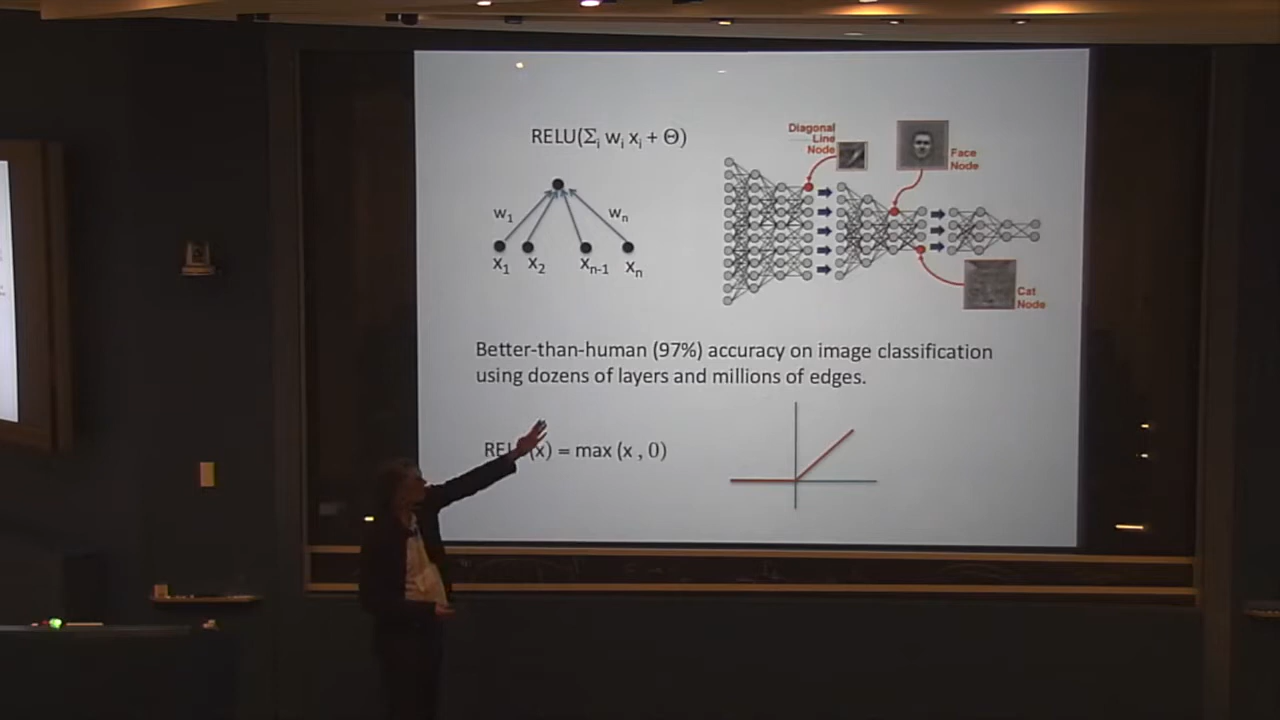 RELU(Σi wi xi + Θ)
w1
wn
x1
x2
xn-1
xn
Diagonal
Line
Node
Face
Node
Cat
Node
Better-than-human (97%) accuracy on image classification
using dozens of layers and millions of edges.
(x) = max (x , 0)